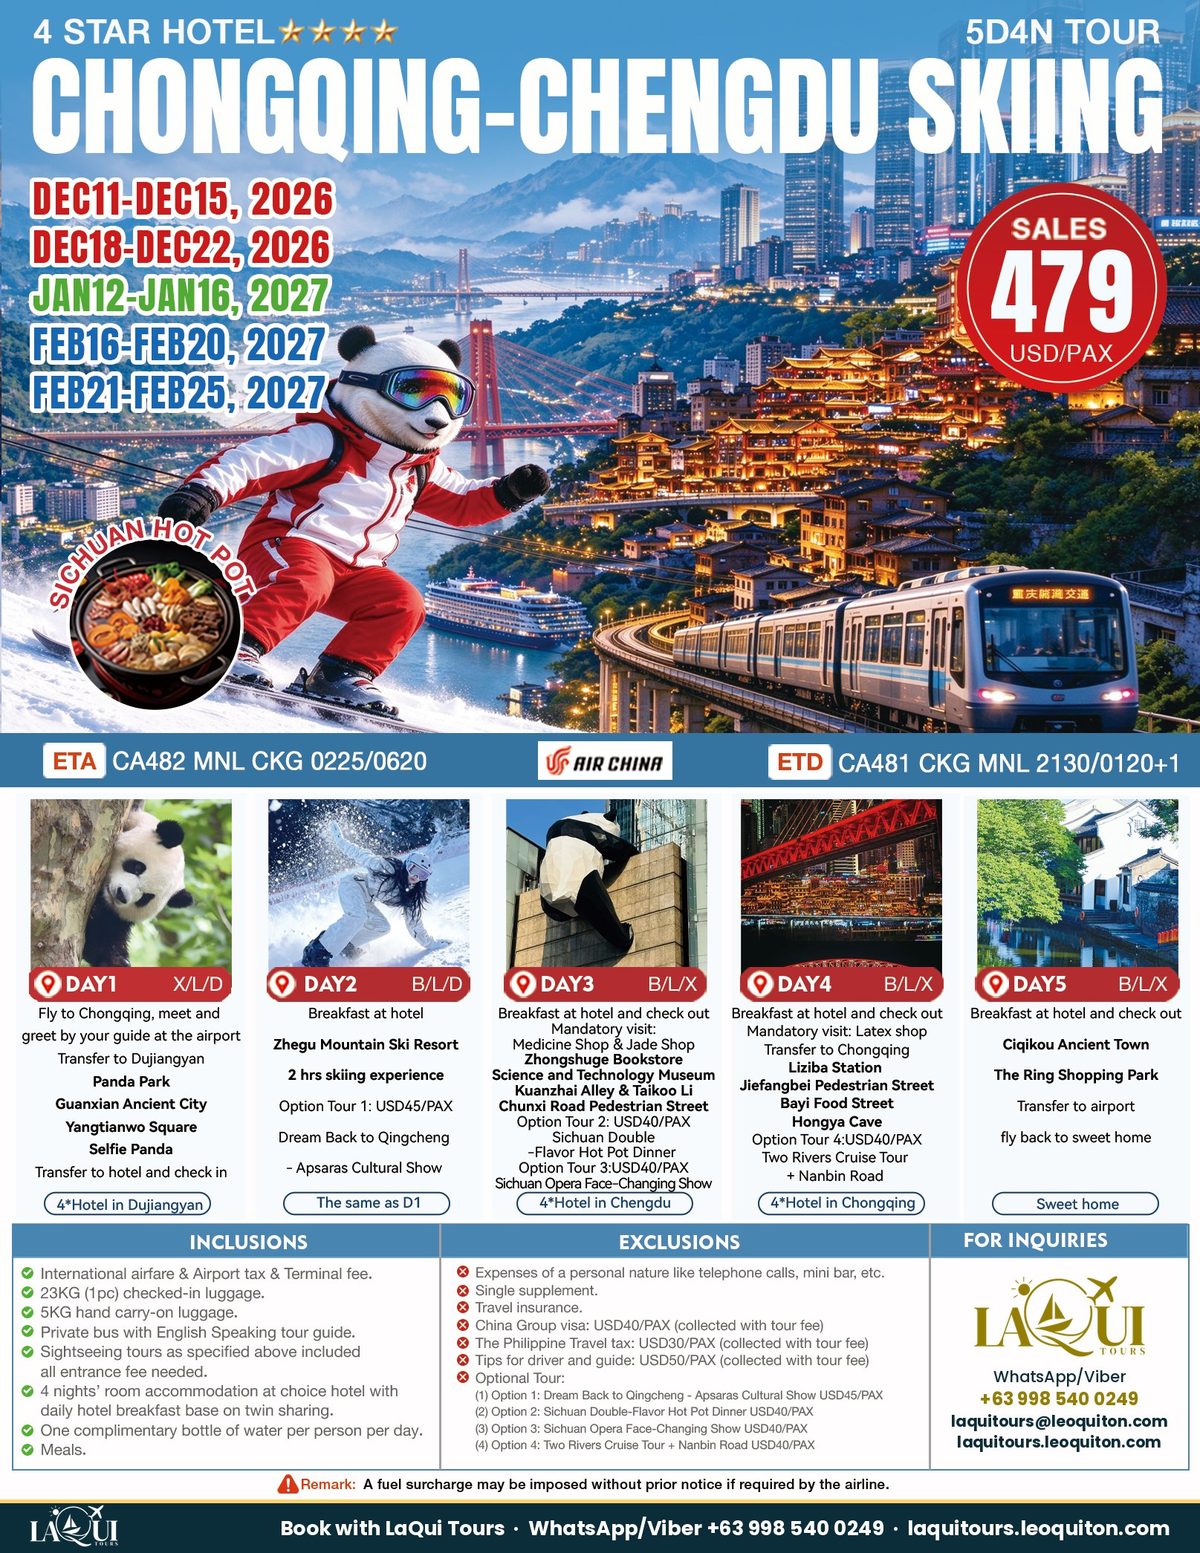 4 STAR HOTEL
5D4N TOUR
CHONGQING-CHENGDU SKIING
DEC11-DEC15, 2026
DEC18-DEC22, 2026
JAN12-JAN16, 2027
FEB16-FEB20, 2027
FEB21-FEB25, 2027
SALES
479
USD/PAX
SICHUAN HOT POT
ETA CA482 MNL CKG 0225/0620
AIR CHINA
ETD CA481 CKG MNL 2130/0120+1
DAY1 X/L/D
Fly to Chongqing, meet and
greet by your guide at the airport
Transfer to Dujiangyan
Panda Park
Guanxian Ancient City
Yangtianwo Square
Selfie Panda
Transfer to hotel and check in
4*Hotel in Dujiangyan
DAY2 B/L/D
Breakfast at hotel
Zhegu Mountain Ski Resort
2 hrs skiing experience
Option Tour 1: USD45/PAX
Dream Back to Qingcheng
- Apsaras Cultural Show
The same as D1
DAY3 B/L/X
Breakfast at hotel and check out
Mandatory visit:
Medicine Shop & Jade Shop
Zhongshuge Bookstore
Science and Technology Museum
Kuanzhai Alley & Taikoo Li
Chunxi Road Pedestrian Street
Option Tour 2: USD40/PAX
Sichuan Double
-Flavor Hot Pot Dinner
Option Tour 3:USD40/PAX
Sichuan Opera Face-Changing Show
4*Hotel in Chengdu
DAY4 B/L/X
Breakfast at hotel and check out
Mandatory visit: Latex shop
Transfer to Chongqing
Liziba Station
Jiefangbei Pedestrian Street
Bayi Food Street
Hongya Cave
Option Tour 4:USD40/PAX
Two Rivers Cruise Tour
+ Nanbin Road
4*Hotel in Chongqing
DAY5 B/L/X
Breakfast at hotel and check out
Ciqikou Ancient Town
The Ring Shopping Park
Transfer to airport
fly back to sweet home
Sweet home
INCLUSIONS
International airfare & Airport tax & Terminal fee.
23KG (1pc) checked-in luggage.
5KG hand carry-on luggage.
Private bus with English Speaking tour guide.
Sightseeing tours as specified above included
all entrance fee needed.
4 nights' room accommodation at choice hotel with
daily hotel breakfast base on twin sharing.
One complimentary bottle of water per person per day.
Meals.
EXCLUSIONS
Expenses of a personal nature like telephone calls, mini bar, etc.
Single supplement.
Travel insurance.
China Group visa: USD40/PAX (collected with tour fee)
The Philippine Travel tax: USD30/PAX (collected with tour fee)
Tips for driver and guide: USD50/PAX (collected with tour fee)
Optional Tour:
(1) Option 1: Dream Back to Qingcheng - Apsaras Cultural Show USD45/PAX
(2) Option 2: Sichuan Double-Flavor Hot Pot Dinner USD40/PAX
(3) Option 3: Sichuan Opera Face-Changing Show USD40/PAX
(4) Option 4: Two Rivers Cruise Tour + Nanbin Road USD40/PAX
FOR INQUIRIES
LAQUI
TOURS
WhatsApp/Viber
+63 998 540 0249
laquitours@leoquiton.com
laquitours.leoquiton.com
Remark: A fuel surcharge may be imposed without prior notice if required by the airline.
LAQUI
TOURS
Book with LaQui Tours · WhatsApp/Viber +63 998 540 0249 · laquitours.leoquiton.com